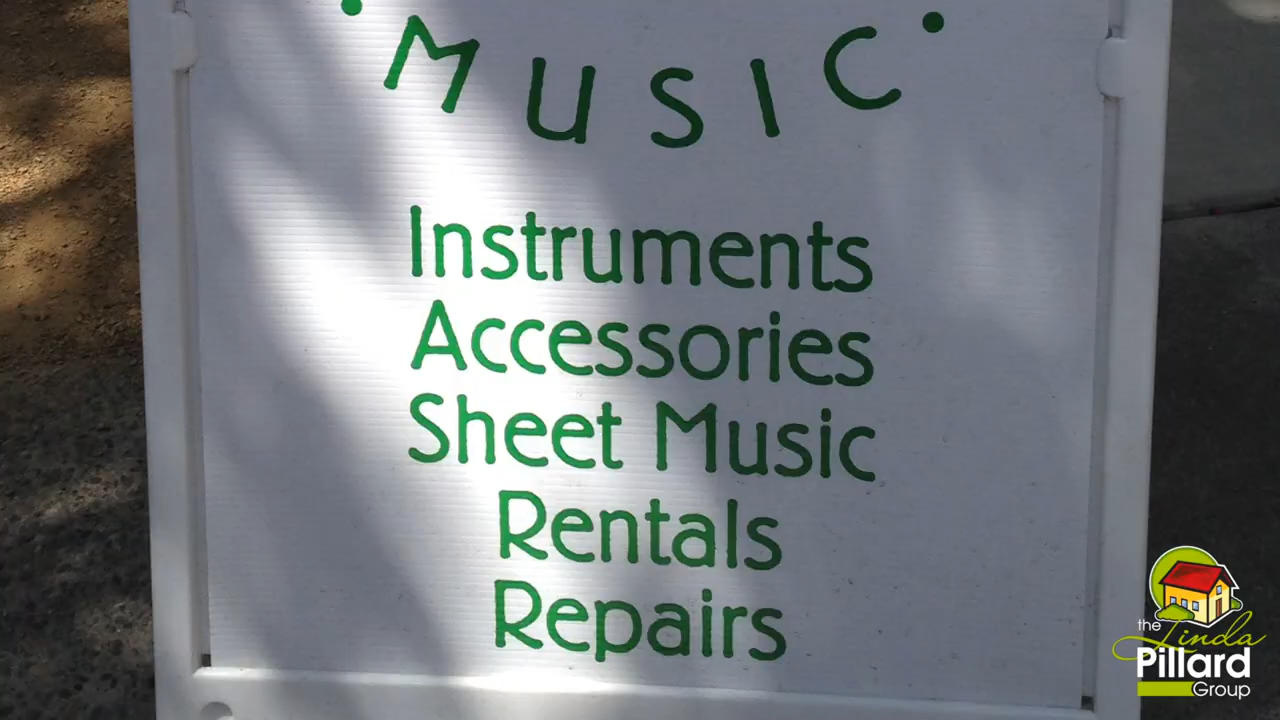 • MUSIC •
Instruments
Accessories
Sheet Music
Rentals
Repairs
the
Linda
Pillard
Group